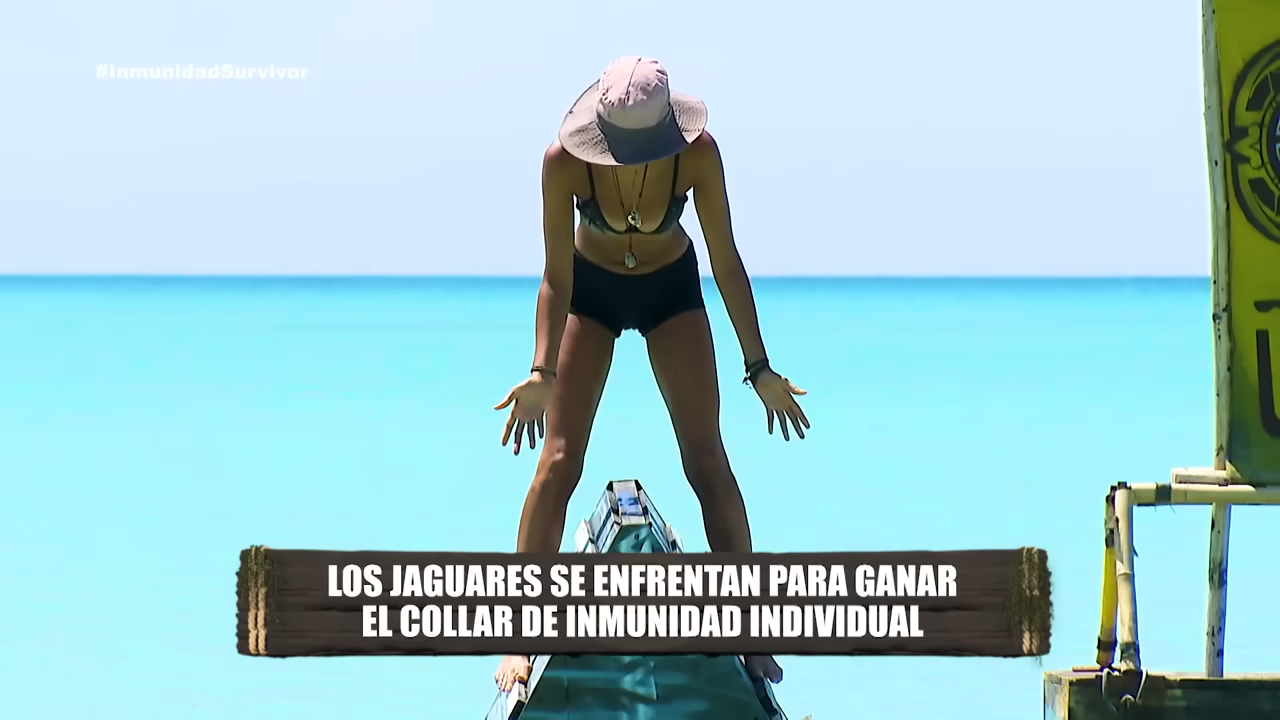 #InmunidadSurvivor
LOS JAGUARES SE ENFRENTAN PARA GANAR
EL COLLAR DE INMUNIDAD INDIVIDUAL